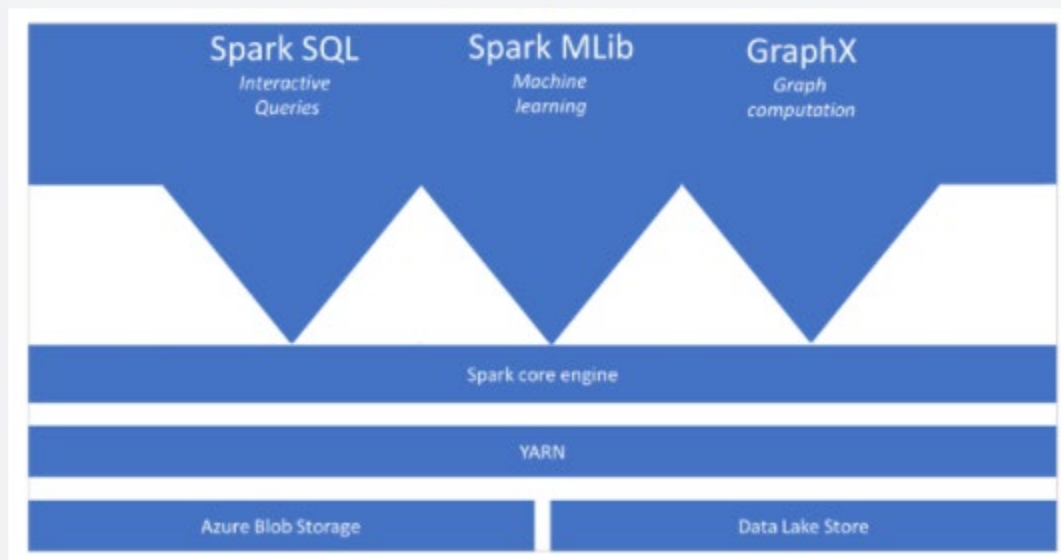 Spark SQL
Interactive
Queries
Spark MLib
Machine
learning
GraphX
Graph
computation
Spark core engine
YARN
Azure Blob Storage
Data Lake Store